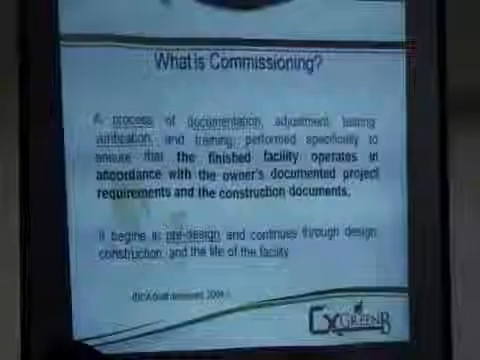 What is Commissioning?
A process of documentation, adjustment, testing,
verification, and training, performed specifically to
ensure that the finished facility operates in
accordance with the owner's documented project
requirements and the construction documents.
It begins in pre-design and continues through design
construction, and the life of the facility
CxGREENB